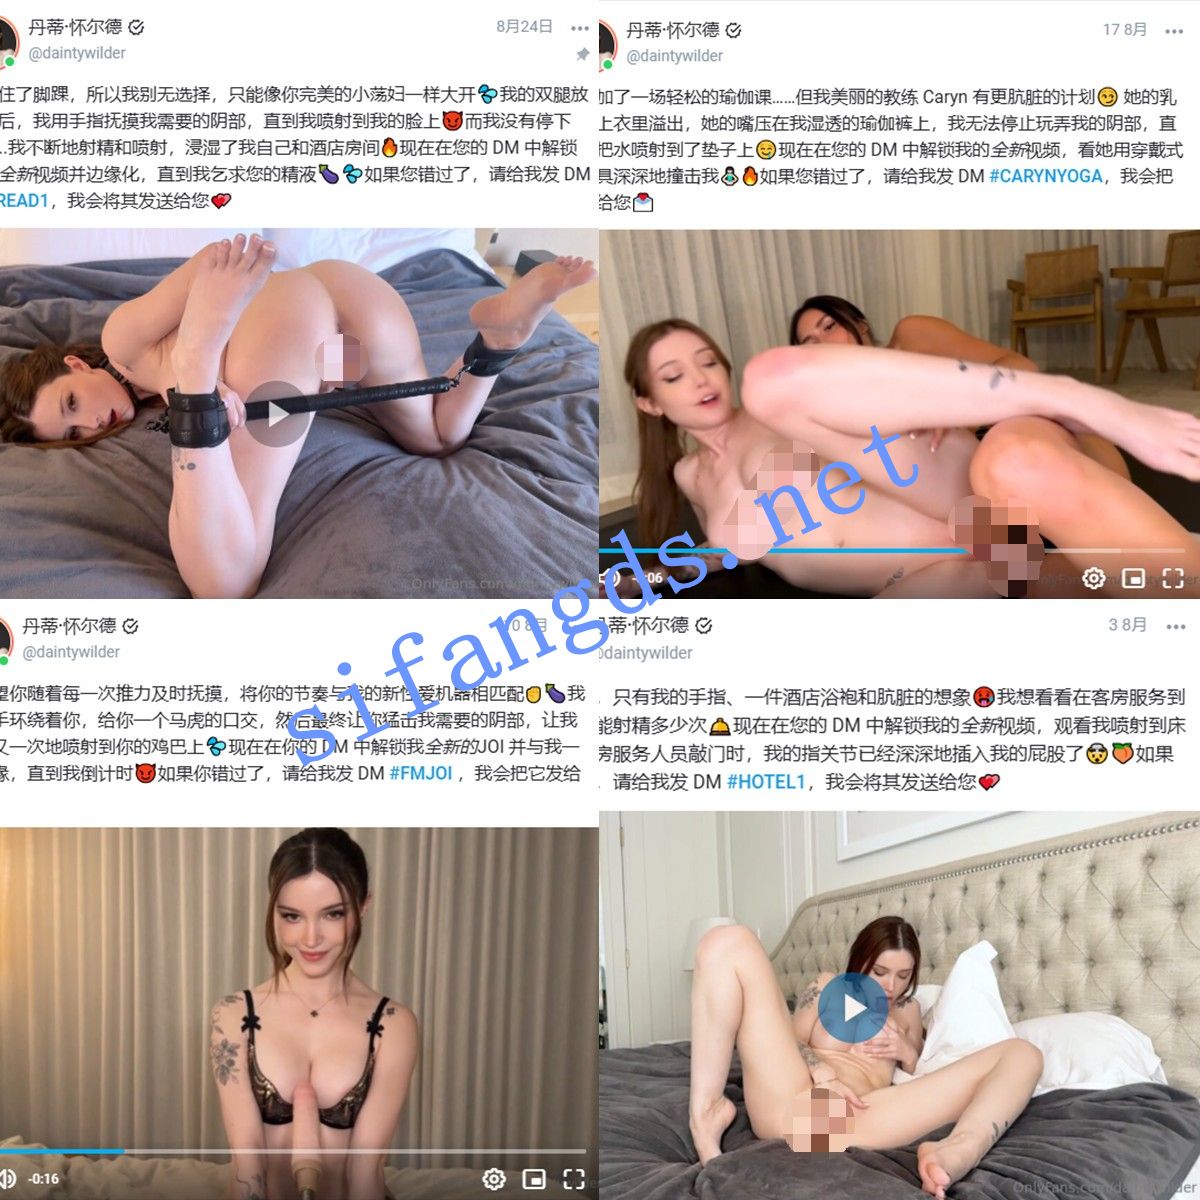 丹蒂·怀尔德
8月24日
@daintywilder
住了脚踝，所以我别无选择，只能像你完美的小荡妇一样大开💦我的双腿放
后，我用手指抚摸我需要的阴部，直到我喷射到我的脸上😈而我没有停下
..我不断地射精和喷射，浸湿了我自己和酒店房间🔥现在在您的 DM 中解锁
全新视频并边缘化，直到我乞求您的精液🍆💦如果您错过了，请给我发 DM
READ1，我会将其发送给您💕
OnlyFans.com/
丹蒂·怀尔德
17 8月
@daintywilder
加了一场轻松的瑜伽课……但我美丽的教练 Caryn 有更肮脏的计划😏 她的乳
上衣里溢出，她的嘴压在我湿透的瑜伽裤上，我无法停止玩弄我的阴部，直
把水喷射到了垫子上😊现在在您的 DM 中解锁我的全新视频，看她用穿戴式
具深深地撞击我🧘🔥如果您错过了，请给我发 DM #CARYNYOGA，我会把
给您💌
:06
sifangds.net
丹蒂·怀尔德
0 8月
@daintywilder
望你随着每一次推力及时抚摸，将你的节奏与我的新性爱机器相匹配✊🍆我
手环绕着你，给你一个马虎的口交，然后最终让你猛击我需要的阴部，让我
又一次地喷射到你的鸡巴上💦现在在你的 DM 中解锁我全新的JOI 并与我一
缘，直到我倒计时😈如果你错过了，请给我发 DM #FMJOI ，我会把它发给
-0:16
蒂·怀尔德
3 8月
daintywilder
只有我的手指、一件酒店浴袍和肮脏的想象🥵我想看看在客房服务到
能射精多少次🛎️现在在您的 DM 中解锁我的全新视频，观看我喷射到床
房服务人员敲门时，我的指关节已经深深地插入我的屁股了😵🍑如果
请给我发 DM #HOTEL1，我会将其发送给您💕
OnlyFans.com/